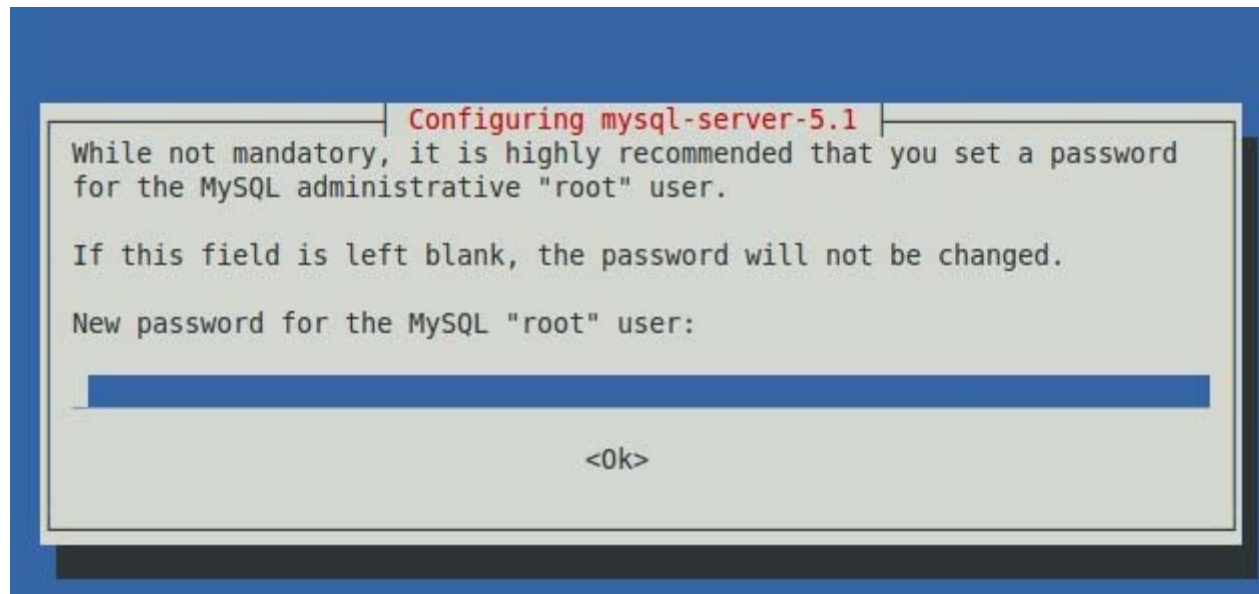 Configuring mysql-server-5.1
While not mandatory, it is highly recommended that you set a password
for the MySQL administrative "root" user.
If this field is left blank, the password will not be changed.
New password for the MySQL "root" user:
<Ok>